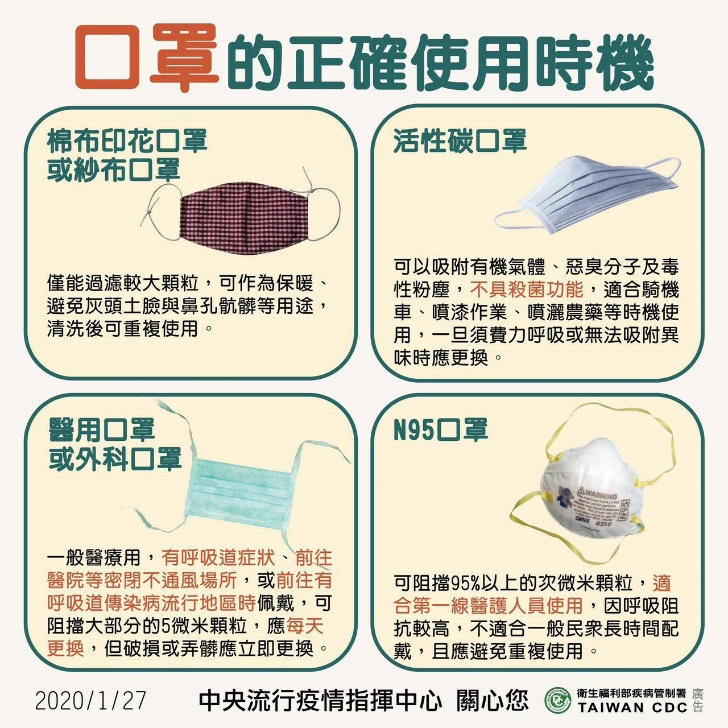 口罩的正確使用時機
棉布印花口罩
或紗布口罩
僅能過濾較大顆粒，可作為保暖、
避免灰頭土臉與鼻孔骯髒等用途，
清洗後可重複使用。
活性碳口罩
可以吸附有機氣體、惡臭分子及毒
性粉塵，不具殺菌功能，適合騎機
車、噴漆作業、噴灑農藥等時機使
用，一旦須費力呼吸或無法吸附異
味時應更換。
醫用口罩
或外科口罩
一般醫療用，有呼吸道症狀、前往
醫院等密閉不通風場所，或前往有
呼吸道傳染病流行地區時佩戴，可
阻擋大部分的5微米顆粒，應每天
更換，但破損或弄髒應立即更換。
N95口罩
WARNING
8210
可阻擋95%以上的次微米顆粒，適
合第一線醫護人員使用，因呼吸阻
抗較高，不適合一般民眾長時間配
戴，且應避免重複使用。
2020/1/27
中央流行疫情指揮中心 關心您
衛生福利部疾病管制署
TAIWAN CDC
廣告